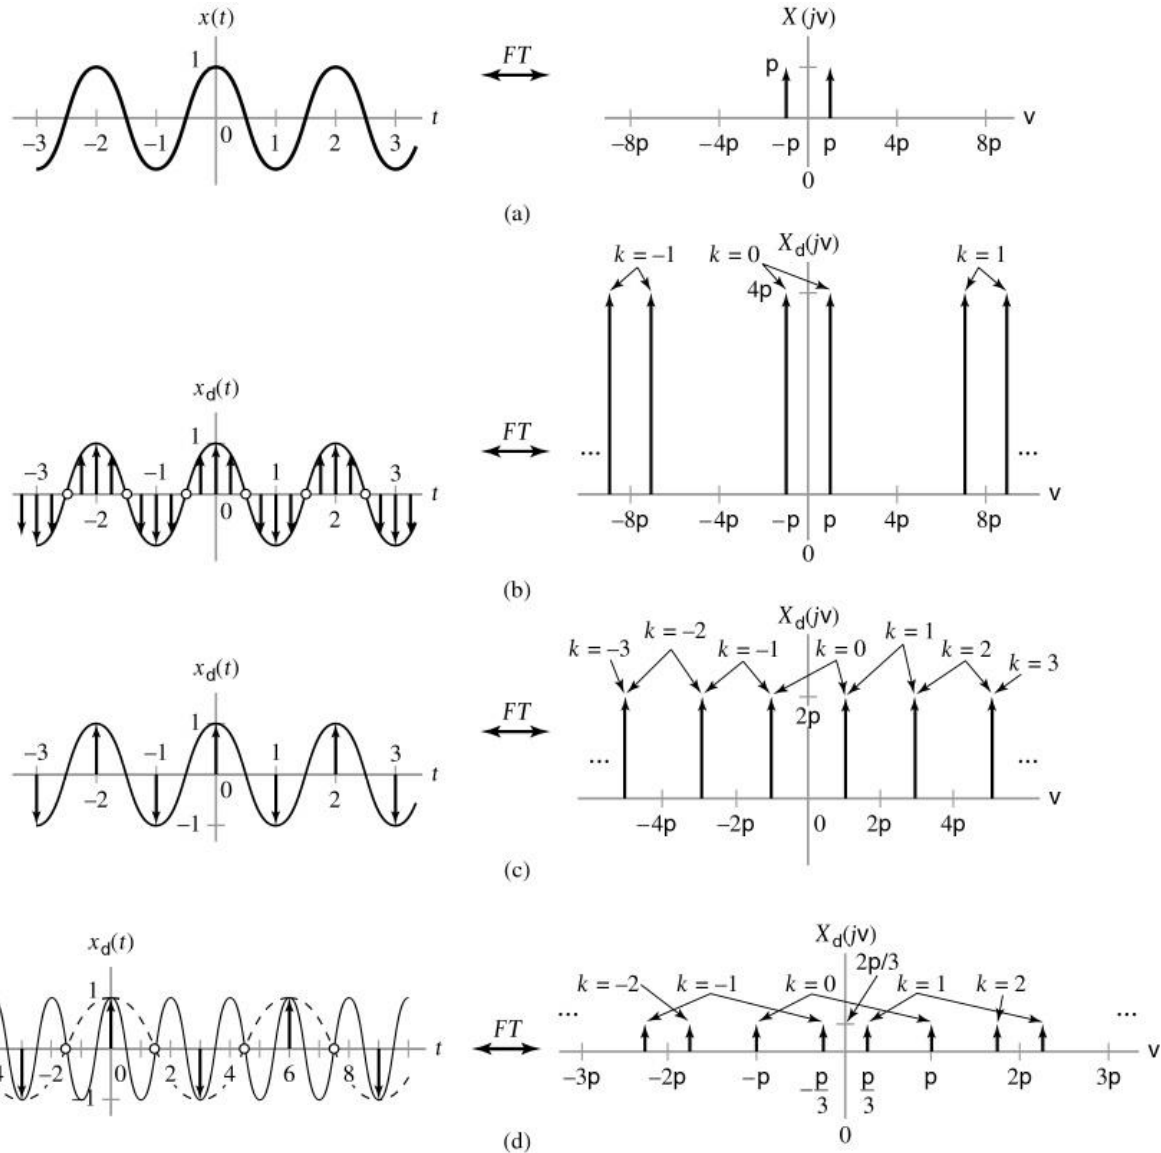 x(t)
X(jv)
FT
1
p
t
v
–3
–2
–1
0
1
2
3
–8p
–4p
–p
p
4p
8p
0
(a)
X_d(jv)
k = –1
k = 0
k = 1
4p
x_d(t)
FT
1
...
...
–3
–1
1
3
t
v
–2
0
2
–8p
–4p
–p
p
4p
8p
0
(b)
X_d(jv)
k = –3
k = –2
k = –1
k = 0
k = 1
k = 2
k = 3
x_d(t)
FT
1
2p
–3
–1
1
3
...
...
t
v
–2
0
2
–1
–4p
–2p
0
2p
4p
(c)
x_d(t)
X_d(jv)
2p/3
k = –2
k = –1
k = 0
k = 1
k = 2
1
FT
...
...
t
v
4
–2
0
2
4
6
8
–1
–3p
–2p
–p
–p/3
p/3
p
2p
3p
0
(d)